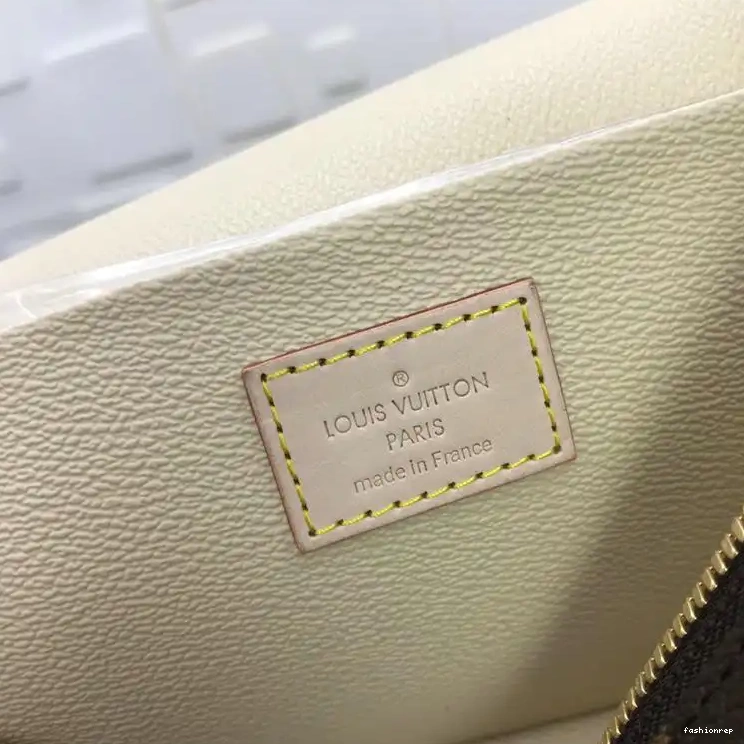 ®
LOUIS VUITTON
PARIS
made in France
fashionrep